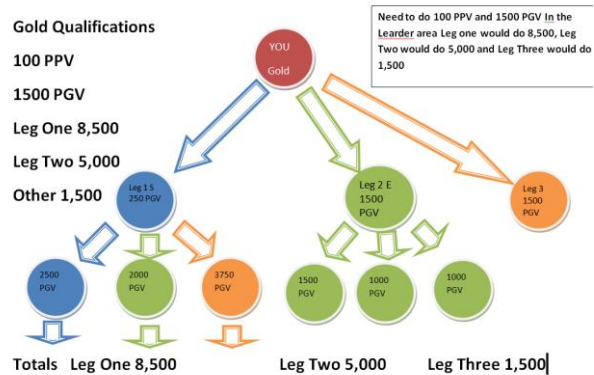 Gold Qualifications
100 PPV
1500 PGV
Leg One 8,500
Leg Two 5,000
Other 1,500
Need to do 100 PPV and 1500 PGV In the
Learder area Leg one would do 8,500, Leg
Two would do 5,000 and Leg Three would do
1,500
YOU
Gold
Leg 1 S
250 PGV
Leg 2 E
1500
PGV
Leg 3
1500
PGV
2500
PGV
2000
PGV
3750
PGV
1500
PGV
1000
PGV
1000
PGV
Totals Leg One 8,500 Leg Two 5,000 Leg Three 1,500